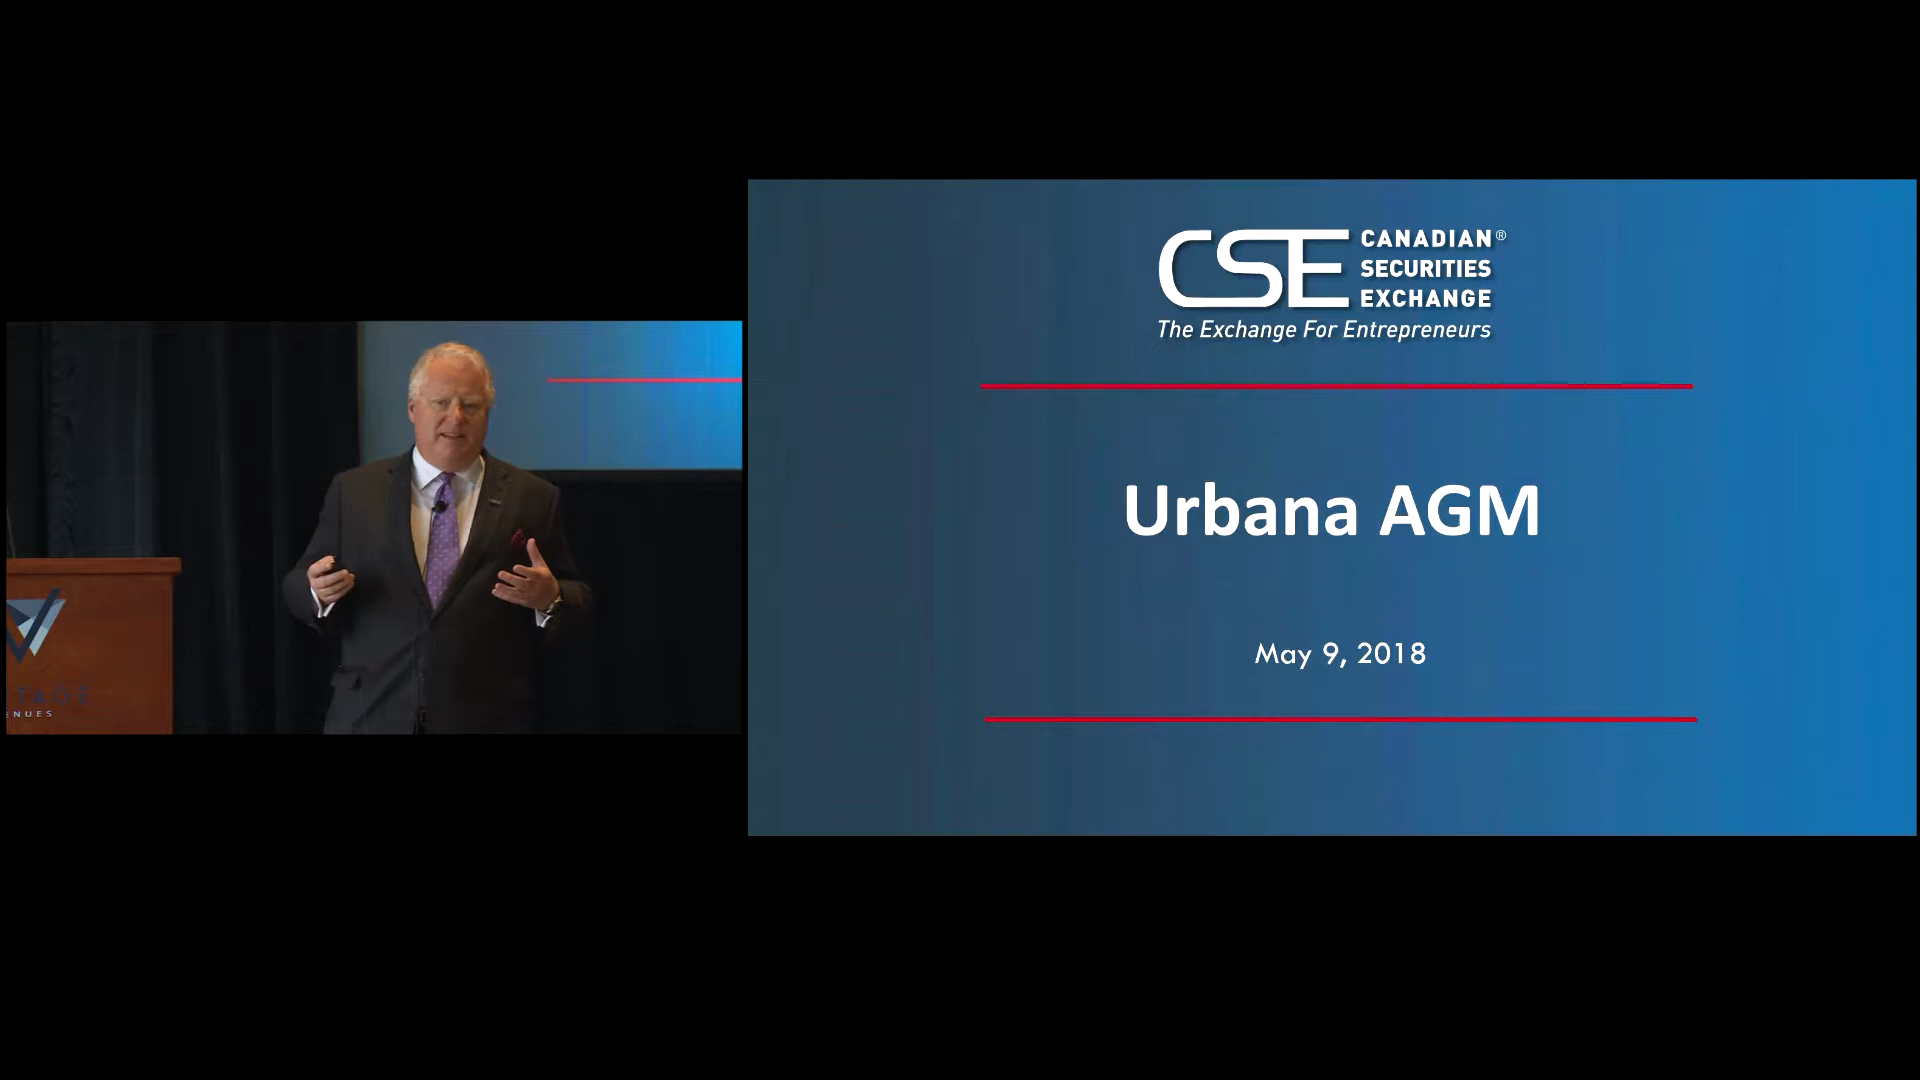 CSE CANADIAN®
SECURITIES
EXCHANGE
The Exchange For Entrepreneurs
Urbana AGM
May 9, 2018